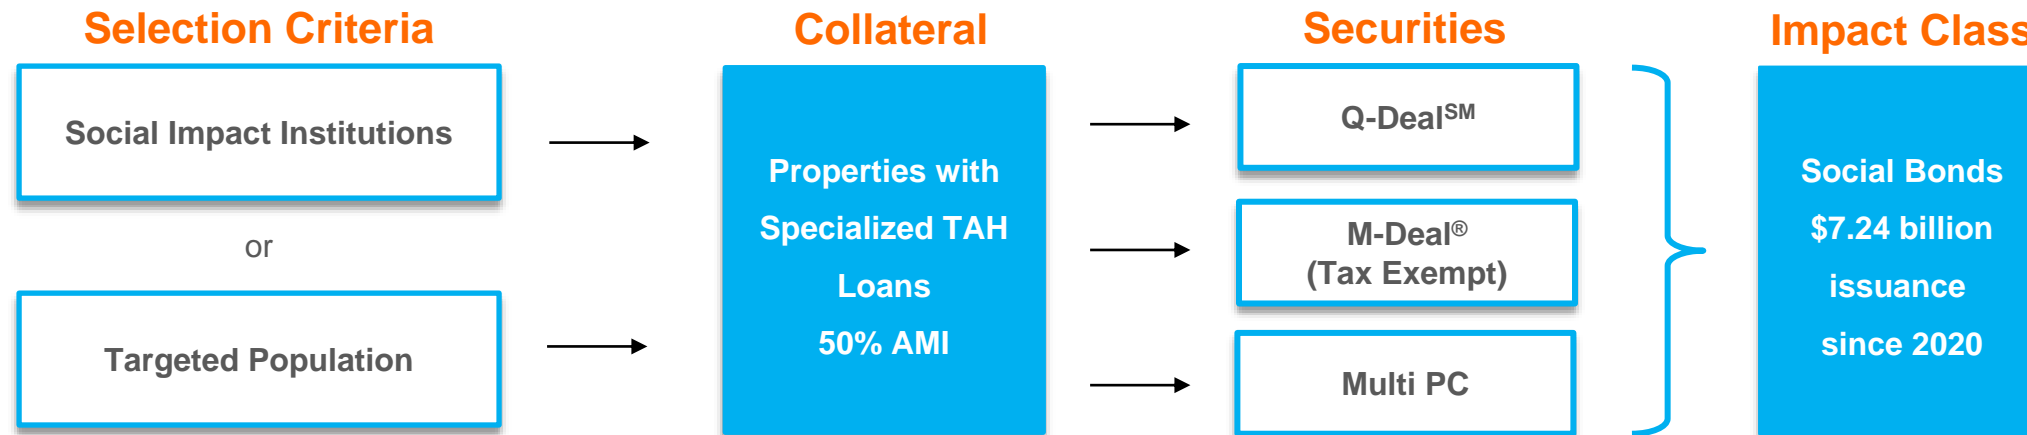 Selection Criteria
Collateral
Securities
Impact Class
Social Impact Institutions
or
Targeted Population
Properties with
Specialized TAH
Loans
50% AMI
Q-Deal℠
M-Deal®
(Tax Exempt)
Multi PC
Social Bonds
$7.24 billion
issuance
since 2020